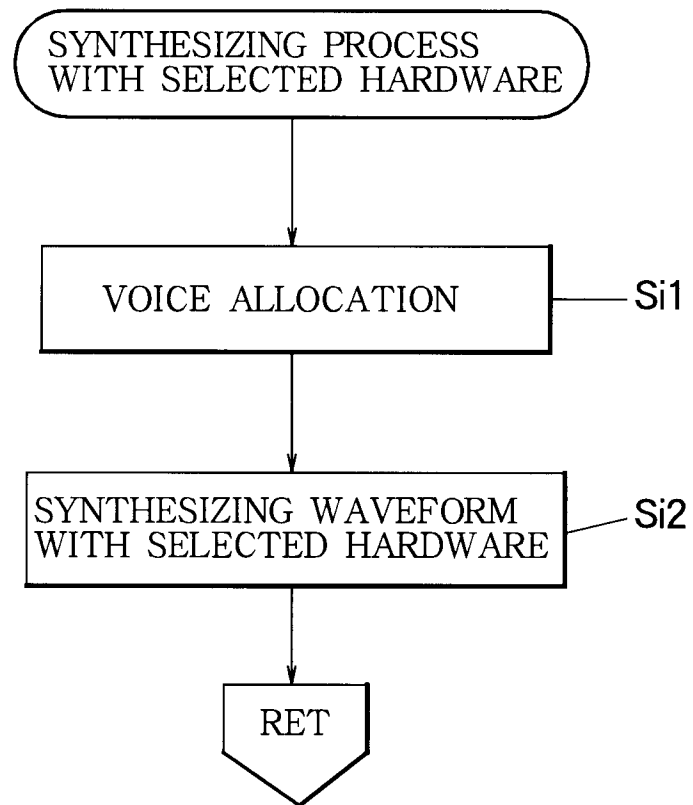 SYNTHESIZING PROCESS
WITH SELECTED HARDWARE
VOICE ALLOCATION
Si1
SYNTHESIZING WAVEFORM
WITH SELECTED HARDWARE
Si2
RET